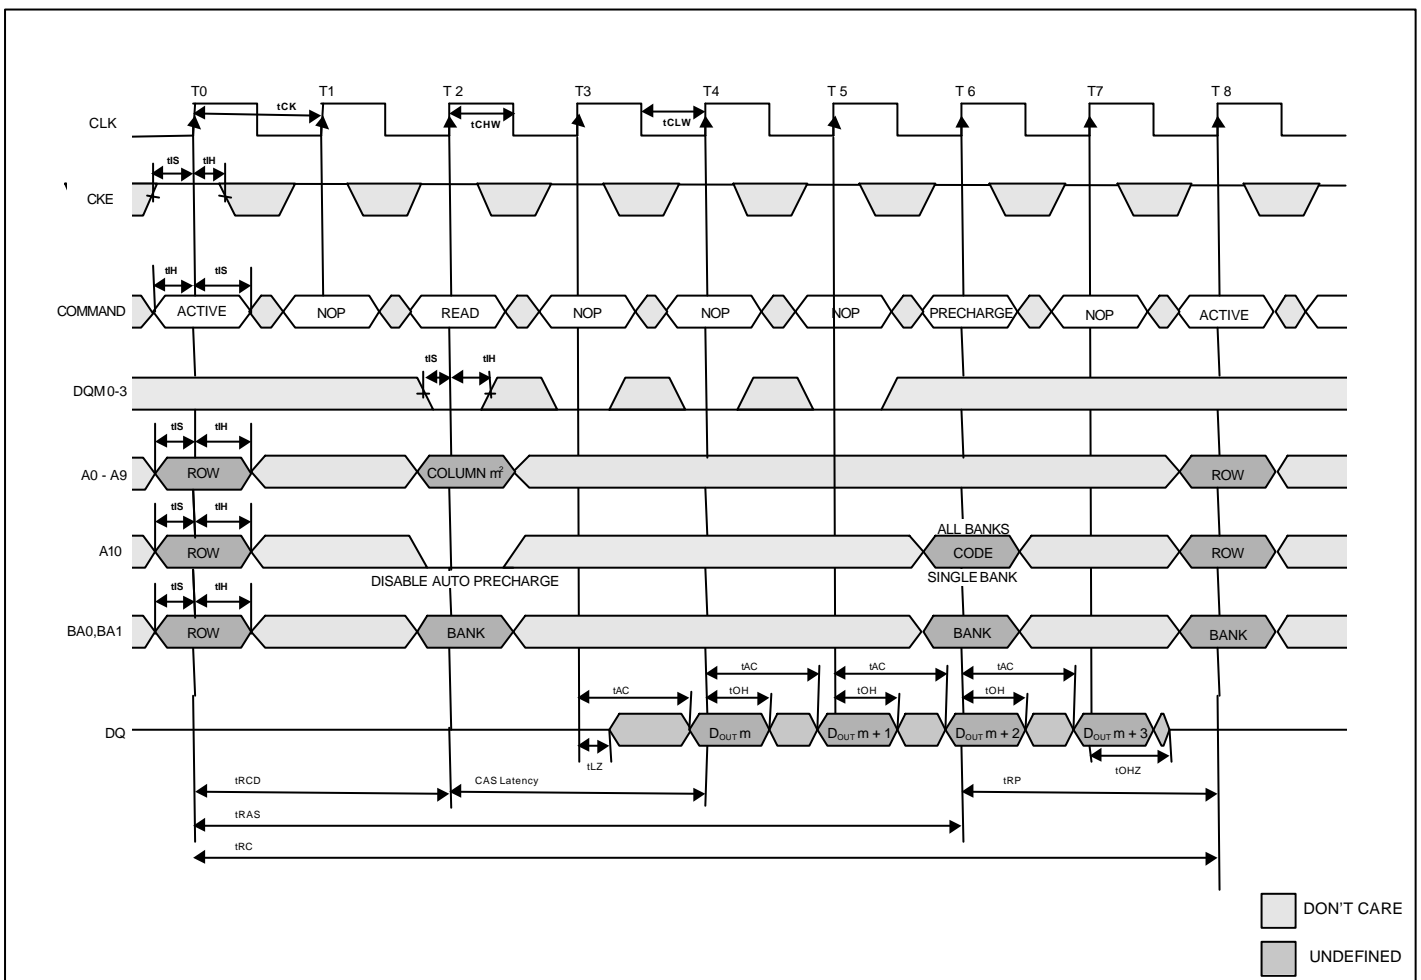 T0 T1 T 2 T3 T4 T 5 T 6 T7 T 8
tCK
CLK tCHW tCLW
tIS tIH
CKE
tIH tIS
COMMAND ACTIVE NOP READ NOP NOP NOP PRECHARGE NOP ACTIVE
tIS tIH
DQM 0-3
tIS tIH
A0 - A9 ROW COLUMN m² ROW
tIS tIH
ALL BANKS
A10 ROW CODE ROW
DISABLE AUTO PRECHARGE SINGLE BANK
tIS tIH
BA0,BA1 ROW BANK BANK BANK
tAC tAC tAC
tAC tOH tOH tOH
DQ DOUT m DOUT m + 1 DOUT m + 2 DOUT m + 3
tLZ tOHZ
tRCD CAS Latency tRP
tRAS
tRC
DON'T CARE
UNDEFINED